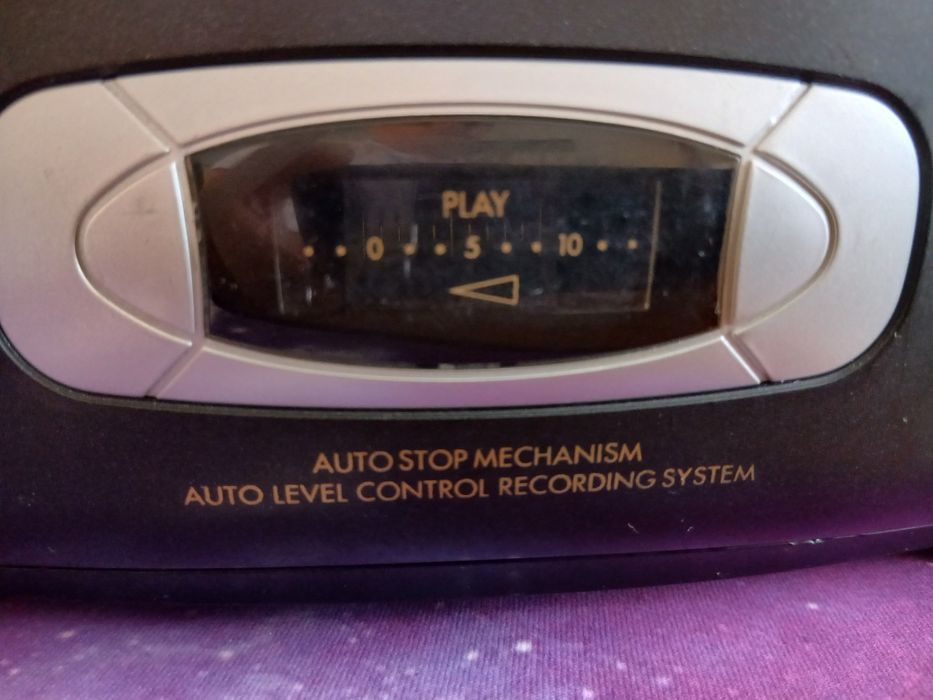 PLAY
• • 0 • • 5 • • 10 • •
AUTO STOP MECHANISM
AUTO LEVEL CONTROL RECORDING SYSTEM